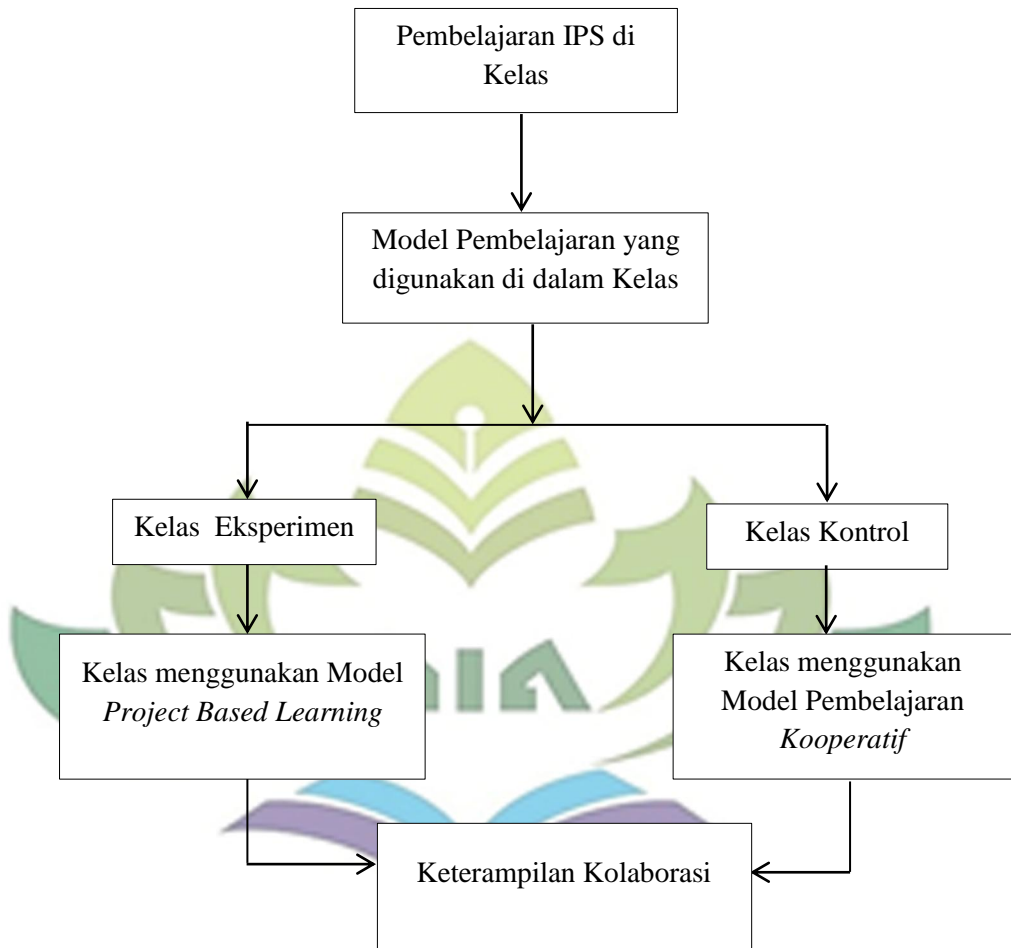 Pembelajaran IPS di
Kelas
Model Pembelajaran yang
digunakan di dalam Kelas
Kelas Eksperimen
Kelas Kontrol
Kelas menggunakan Model
Project Based Learning
Kelas menggunakan
Model Pembelajaran
Kooperatif
Keterampilan Kolaborasi